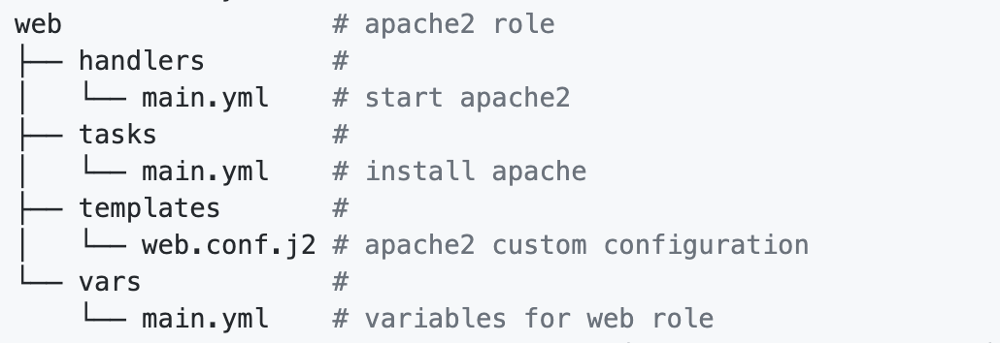 web                 # apache2 role
├── handlers        #
│   └── main.yml    # start apache2
├── tasks           #
│   └── main.yml    # install apache
├── templates       #
│   └── web.conf.j2 # apache2 custom configuration
└── vars            #
    └── main.yml    # variables for web role